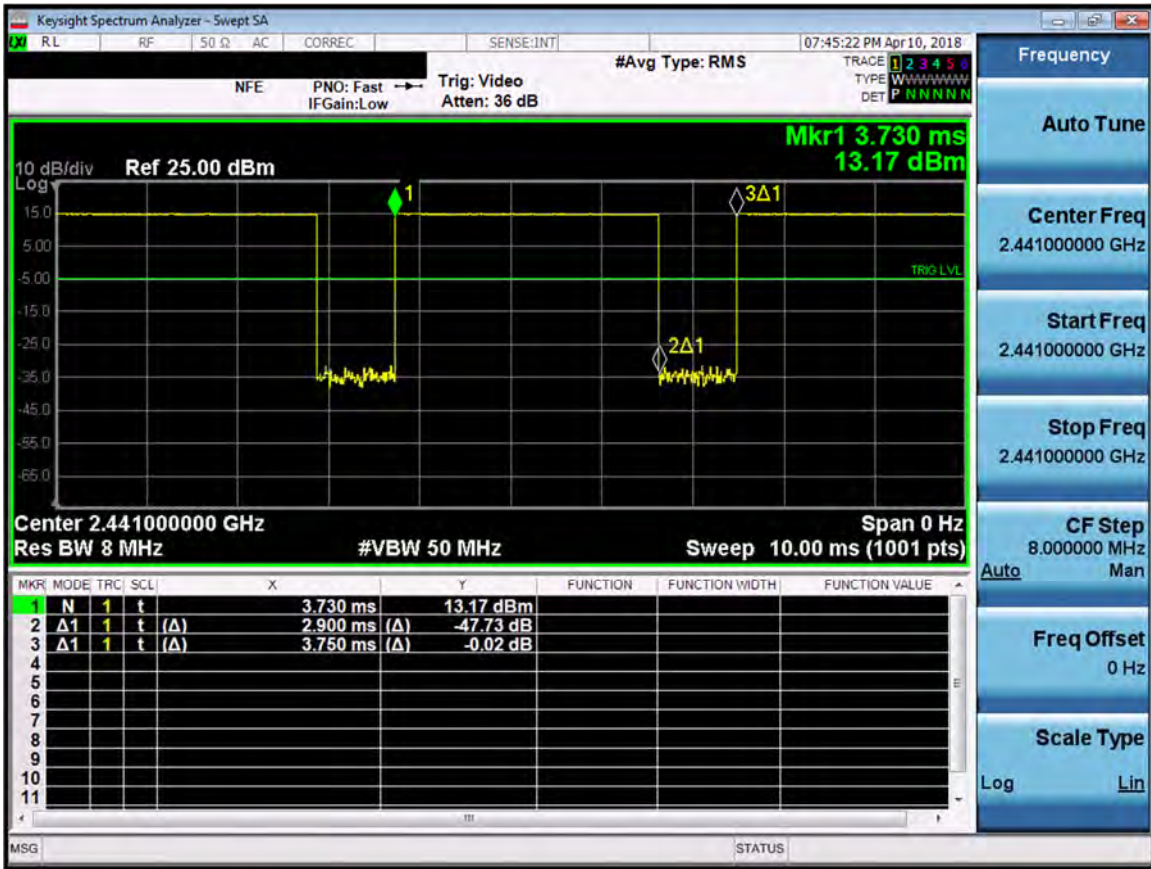 Keysight Spectrum Analyzer - Swept SA
LXI RL RF 50 Ω AC CORREC SENSE:INT 07:45:22 PM Apr 10, 2018
#Avg Type: RMS
TRACE 1 2 3 4 5 6
TYPE WWWWWW
DET P N N N N N
NFE PNO: Fast Trig: Video
IFGain:Low Atten: 36 dB
Mkr1 3.730 ms
13.17 dBm
10 dB/div Ref 25.00 dBm
Log
1 3Δ1
15.0
5.00
-5.00
TRIG LVL
-15.0
-25.0
2Δ1
-35.0
-45.0
-55.0
-65.0
Center 2.441000000 GHz Span 0 Hz
Res BW 8 MHz #VBW 50 MHz Sweep 10.00 ms (1001 pts)
MKR MODE TRC SCL X Y FUNCTION FUNCTION WIDTH FUNCTION VALUE
1 N 1 t 3.730 ms 13.17 dBm
2 Δ1 1 t (Δ) 2.900 ms (Δ) -47.73 dB
3 Δ1 1 t (Δ) 3.750 ms (Δ) -0.02 dB
4
5
6
7
8
9
10
11
MSG STATUS
Frequency
Auto Tune
Center Freq
2.441000000 GHz
Start Freq
2.441000000 GHz
Stop Freq
2.441000000 GHz
CF Step
8.000000 MHz
Auto Man
Freq Offset
0 Hz
Scale Type
Log Lin